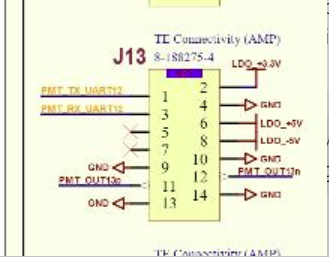 TE Connectivity (AMP)
J13 8-188275-4
LDO_+3.3V
PMT_TX_UART12 1 2
PMT_RX_UART12 3 4 GND
5 6 LDO_+5V
7 8 LDO_-5V
GND 9 10 GND
PMT_OUT13p 11 12 PMT_OUT13n
GND 13 14 GND
TE Connectivity (AMP)